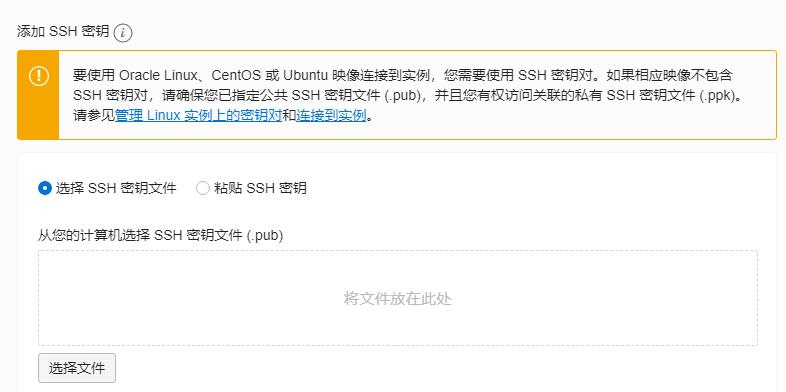 添加 SSH 密钥 i
要使用 Oracle Linux、CentOS 或 Ubuntu 映像连接到实例，您需要使用 SSH 密钥对。如果相应映像不包含
SSH 密钥对，请确保您已指定公共 SSH 密钥文件 (.pub)，并且您有权访问关联的私有 SSH 密钥文件 (.ppk)。
请参见管理 Linux 实例上的密钥对和连接到实例。
选择 SSH 密钥文件 粘贴 SSH 密钥
从您的计算机选择 SSH 密钥文件 (.pub)
将文件放在此处
选择文件